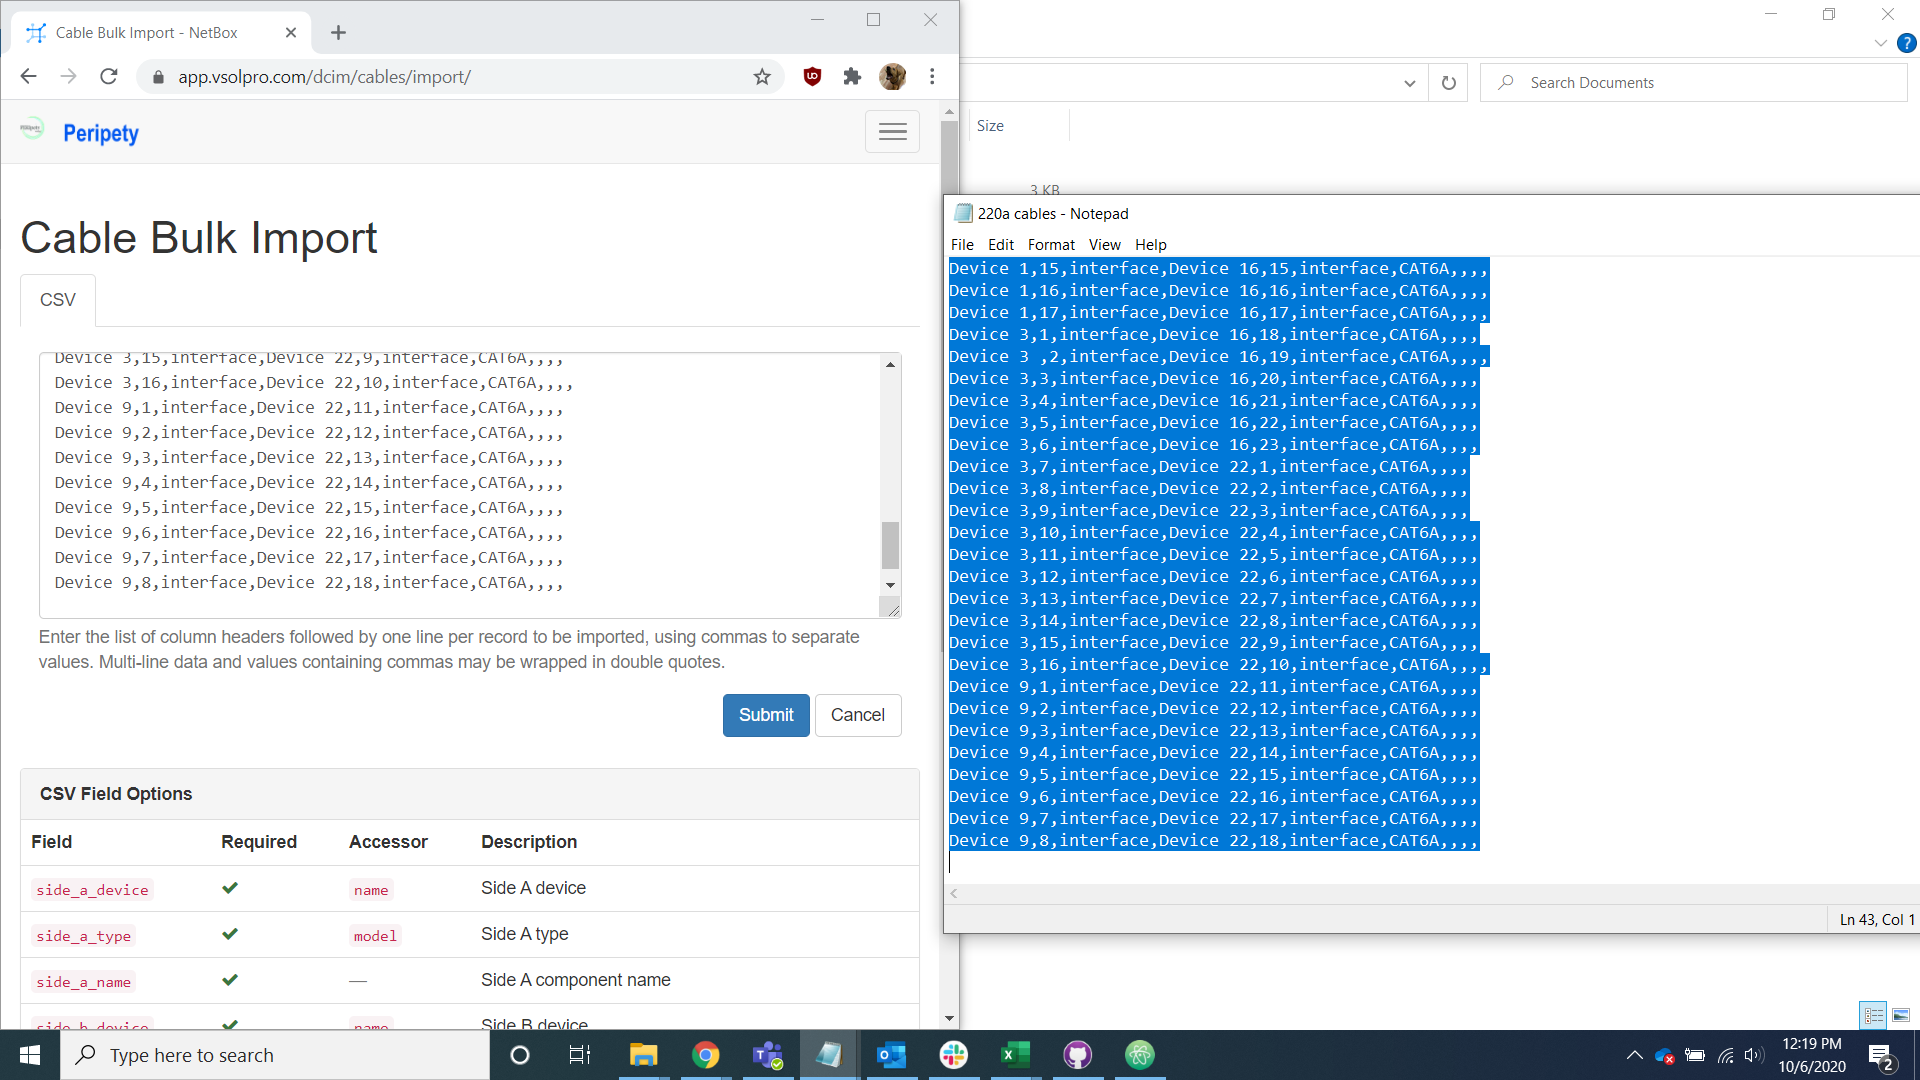 Cable Bulk Import - NetBox
app.vsolpro.com/dcim/cables/import/
Peripety
Cable Bulk Import
CSV
Device 3,15,interface,Device 22,9,interface,CAT6A,,,,
Device 3,16,interface,Device 22,10,interface,CAT6A,,,,
Device 9,1,interface,Device 22,11,interface,CAT6A,,,,
Device 9,2,interface,Device 22,12,interface,CAT6A,,,,
Device 9,3,interface,Device 22,13,interface,CAT6A,,,,
Device 9,4,interface,Device 22,14,interface,CAT6A,,,,
Device 9,5,interface,Device 22,15,interface,CAT6A,,,,
Device 9,6,interface,Device 22,16,interface,CAT6A,,,,
Device 9,7,interface,Device 22,17,interface,CAT6A,,,,
Device 9,8,interface,Device 22,18,interface,CAT6A,,,,
Enter the list of column headers followed by one line per record to be imported, using commas to separate
values. Multi-line data and values containing commas may be wrapped in double quotes.
Submit Cancel
CSV Field Options
Field Required Accessor Description
side_a_device name Side A device
side_a_type model Side A type
side_a_name — Side A component name
side_b_device name Side B device
Search Documents
Size
3 KB
220a cables - Notepad
File Edit Format View Help
Device 1,15,interface,Device 16,15,interface,CAT6A,,,,
Device 1,16,interface,Device 16,16,interface,CAT6A,,,,
Device 1,17,interface,Device 16,17,interface,CAT6A,,,,
Device 3,1,interface,Device 16,18,interface,CAT6A,,,,
Device 3 ,2,interface,Device 16,19,interface,CAT6A,,,,
Device 3,3,interface,Device 16,20,interface,CAT6A,,,,
Device 3,4,interface,Device 16,21,interface,CAT6A,,,,
Device 3,5,interface,Device 16,22,interface,CAT6A,,,,
Device 3,6,interface,Device 16,23,interface,CAT6A,,,,
Device 3,7,interface,Device 22,1,interface,CAT6A,,,,
Device 3,8,interface,Device 22,2,interface,CAT6A,,,,
Device 3,9,interface,Device 22,3,interface,CAT6A,,,,
Device 3,10,interface,Device 22,4,interface,CAT6A,,,,
Device 3,11,interface,Device 22,5,interface,CAT6A,,,,
Device 3,12,interface,Device 22,6,interface,CAT6A,,,,
Device 3,13,interface,Device 22,7,interface,CAT6A,,,,
Device 3,14,interface,Device 22,8,interface,CAT6A,,,,
Device 3,15,interface,Device 22,9,interface,CAT6A,,,,
Device 3,16,interface,Device 22,10,interface,CAT6A,,,,
Device 9,1,interface,Device 22,11,interface,CAT6A,,,,
Device 9,2,interface,Device 22,12,interface,CAT6A,,,,
Device 9,3,interface,Device 22,13,interface,CAT6A,,,,
Device 9,4,interface,Device 22,14,interface,CAT6A,,,,
Device 9,5,interface,Device 22,15,interface,CAT6A,,,,
Device 9,6,interface,Device 22,16,interface,CAT6A,,,,
Device 9,7,interface,Device 22,17,interface,CAT6A,,,,
Device 9,8,interface,Device 22,18,interface,CAT6A,,,,
Ln 43, Col 1
Type here to search
12:19 PM
10/6/2020
2